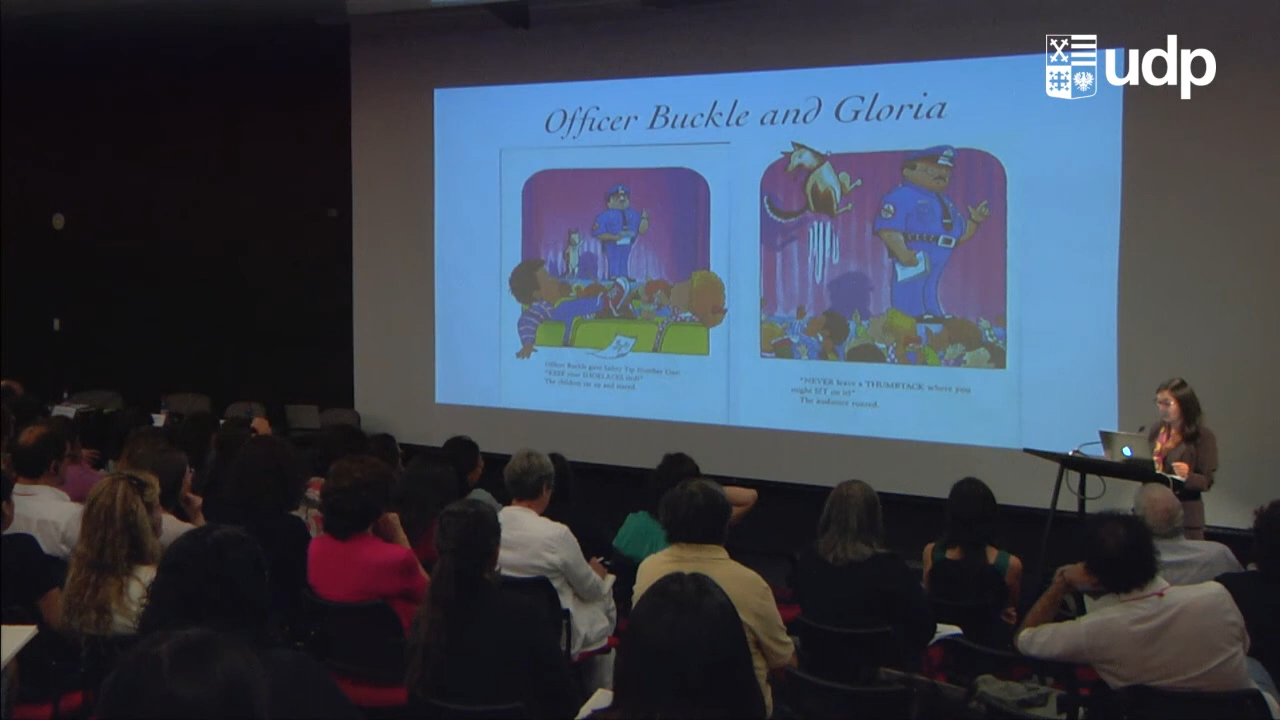 udp
Officer Buckle and Gloria
Officer Buckle gave Safety Tip Number One:
"KEEP your SHOELACES tied!"
The children sat up and stared.
"NEVER leave a THUMBTACK where you
might SIT on it!"
The audience roared.